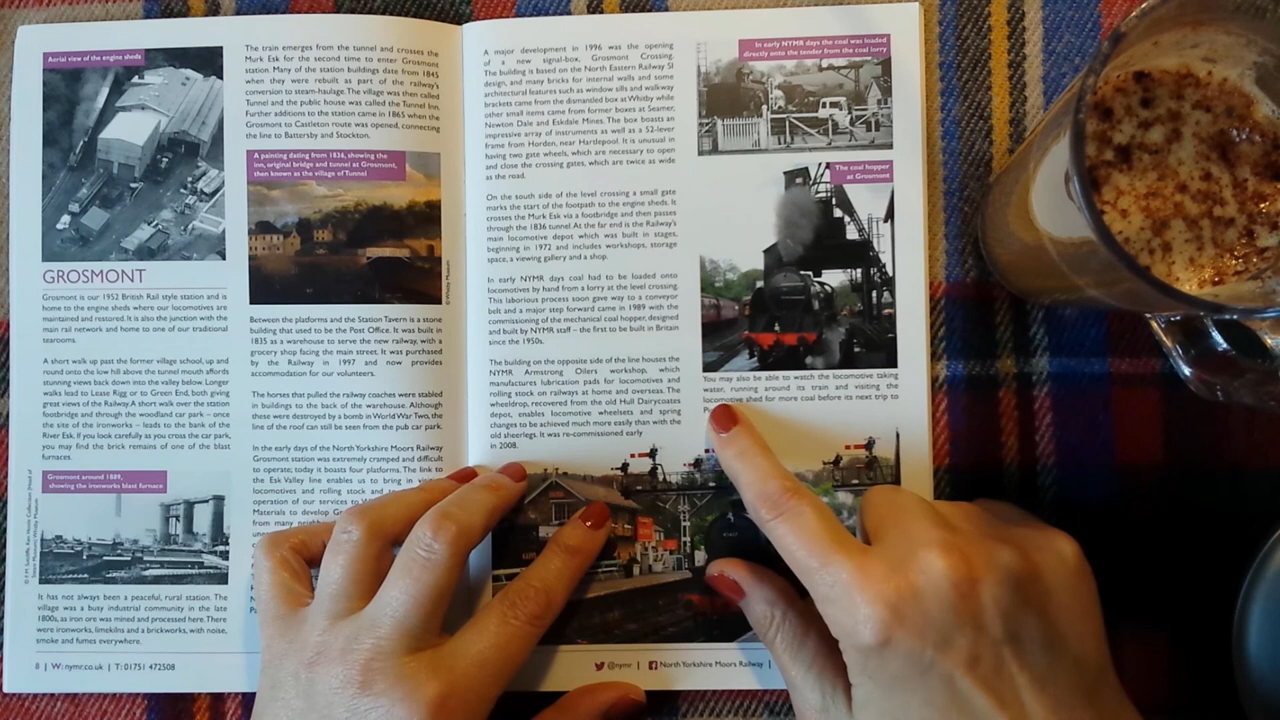 Aerial view of the engine sheds
GROSMONT
Grosmont is our 1952 British Rail style station and is
home to the engine sheds where our locomotives are
maintained and restored. It is also the junction with the
main rail network and home to one of our traditional
tearooms.
A short walk up past the former village school, up and
round onto the low hill above the tunnel mouth affords
stunning views back down into the valley below. Longer
walks lead to Lease Rigg or to Green End, both giving
great views of the Railway. A short walk over the station
footbridge and through the woodland car park – once
the site of the ironworks – leads to the bank of the
River Esk. If you look carefully as you cross the car park,
you may find the brick remains of one of the blast
furnaces.
Grosmont around 1889,
showing the ironworks blast furnace
It has not always been a peaceful, rural station. The
village was a busy industrial community in the late
1800s, as iron ore was mined and processed here. There
were ironworks, limekilns and a brickworks, with noise,
smoke and fumes everywhere.
8 | W: nymr.co.uk | T: 01751 472508
The train emerges from the tunnel and crosses the
Murk Esk for the second time to enter Grosmont
station. Many of the station buildings date from 1845
when they were rebuilt as part of the railway's
conversion to steam-haulage. The village was then called
Tunnel and the public house was called the Tunnel Inn.
Further additions to the station came in 1865 when the
Grosmont to Castleton route was opened, connecting
the line to Battersby and Stockton.
A painting dating from 1836, showing the
inn, original bridge and tunnel at Grosmont,
then known as the village of Tunnel
© Whitby Museum
Between the platforms and the Station Tavern is a stone
building that used to be the Post Office. It was built in
1835 as a warehouse to serve the new railway, with a
grocery shop facing the main street. It was purchased
by the Railway in 1997 and now provides
accommodation for our volunteers.
The horses that pulled the railway coaches were stabled
in buildings to the back of the warehouse. Although
these were destroyed by a bomb in World War Two, the
line of the roof can still be seen from the pub car park.
In the early days of the North Yorkshire Moors Railway
Grosmont station was extremely cramped and difficult
to operate; today it boasts four platforms. The link to
the Esk Valley line enables us to bring in
locomotives and rolling stock and
operation of our services to
Materials to develop
from many
A major development in 1996 was the opening
of a new signal-box, Grosmont Crossing.
The building is based on the North Eastern Railway S1
design, and many bricks for internal walls and some
architectural features such as window sills and walkway
brackets came from the dismantled box at Whitby while
other small items came from former boxes at Seamer,
Newton Dale and Eskdale Mines. The box boasts an
impressive array of instruments as well as a 52-lever
frame from Horden, near Hartlepool. It is unusual in
having two gate wheels, which are necessary to open
and close the crossing gates, which are twice as wide
as the road.
On the south side of the level crossing a small gate
marks the start of the footpath to the engine sheds. It
crosses the Murk Esk via a footbridge and then passes
through the 1836 tunnel. At the far end is the Railway's
main locomotive depot which was built in stages,
beginning in 1972 and includes workshops, storage
space, a viewing gallery and a shop.
In early NYMR days coal had to be loaded onto
locomotives by hand from a lorry at the level crossing.
This laborious process soon gave way to a conveyor
belt and a major step forward came in 1989 with the
commissioning of the mechanical coal hopper, designed
and built by NYMR staff – the first to be built in Britain
since the 1950s.
The building on the opposite side of the line houses the
NYMR Armstrong Oilers workshop, which
manufactures lubrication pads for locomotives and
rolling stock on railways at home and overseas. The
wheeldrop, recovered from the old Hull Dairycoates
depot, enables locomotive wheelsets and spring
changes to be achieved much more easily than with the
old sheerlegs. It was re-commissioned early
in 2008.
In early NYMR days the coal was loaded
directly onto the tender from the coal lorry
The coal hopper
at Grosmont
You may also be able to watch the locomotive taking
water, running around its train and visiting the
locomotive shed for more coal before its next trip to
@nymr | North Yorkshire Moors Railway |